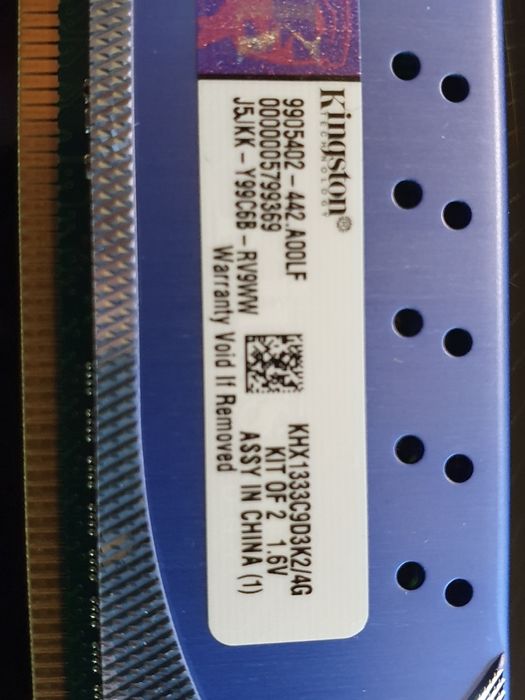 Kingston®
TECHNOLOGY
9905402-442.A00LF
0000005799369
J5JKK-Y99C6B-RV9WW
Warranty Void If Removed
KHX1333C9D3K2/4G
KIT OF 2 1.6V
ASSY IN CHINA (1)